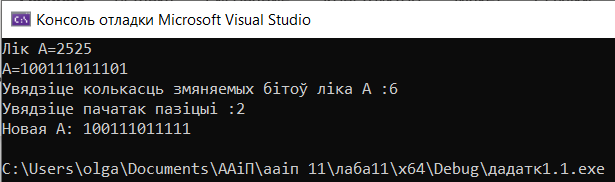 Консоль отладки Microsoft Visual Studio
Лік A=2525
A=100111011101
Увядзіце колькасць змяняемых бітоў ліка A :6
Увядзіце пачатак пазіцыі :2
Новая A: 100111011111
C:\Users\olga\Documents\ААіП\ааіп 11\лаба11\x64\Debug\дадатк1.1.exe